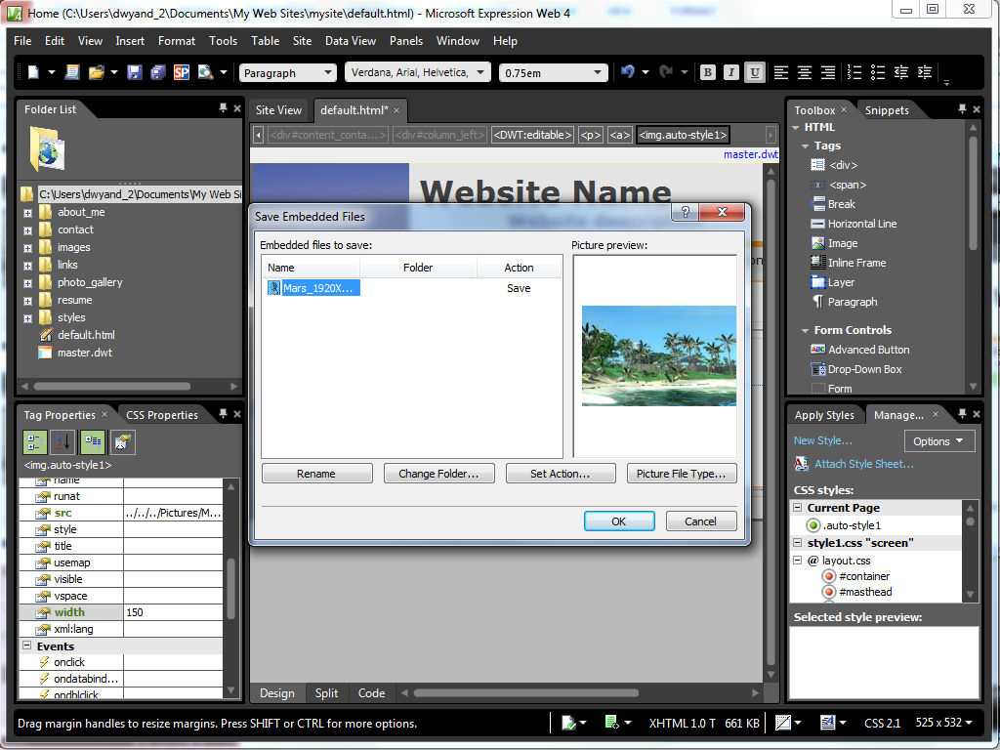 Home (C:\Users\dwyand_2\Documents\My Web Sites\mysite\default.html) - Microsoft Expression Web 4
File Edit View Insert Format Tools Table Site Data View Panels Window Help
Paragraph Verdana, Arial, Helvetica, 0.75em B I U
Folder List
C:\Users\dwyand_2\Documents\My Web Si
about_me
contact
images
links
photo_gallery
resume
styles
default.html
master.dwt
Site View default.html*
<div#content_conta...> <div#column_left> <DWT:editable> <p> <a> <img.auto-style1>
master.dwt
Website Name
Save Embedded Files
Embedded files to save:
Name Folder Action
Mars_1920X... Save
Picture preview:
Rename Change Folder... Set Action... Picture File Type...
OK Cancel
Toolbox Snippets
HTML
Tags
<div>
<span>
Break
Horizontal Line
Image
Inline Frame
Layer
Paragraph
Form Controls
Advanced Button
Drop-Down Box
Form
Tag Properties CSS Properties
<img.auto-style1>
name
runat
src ../../../Pictures/M...
style
title
usemap
visible
vspace
width 150
xml:lang
Events
onclick
ondatabind...
ondblclick
Apply Styles Manage...
New Style... Options
Attach Style Sheet...
CSS styles:
Current Page
.auto-style1
style1.css "screen"
@ layout.css
#container
#masthead
Selected style preview:
Design Split Code
Drag margin handles to resize margins. Press SHIFT or CTRL for more options. XHTML 1.0 T 661 KB CSS 2.1 525 x 532